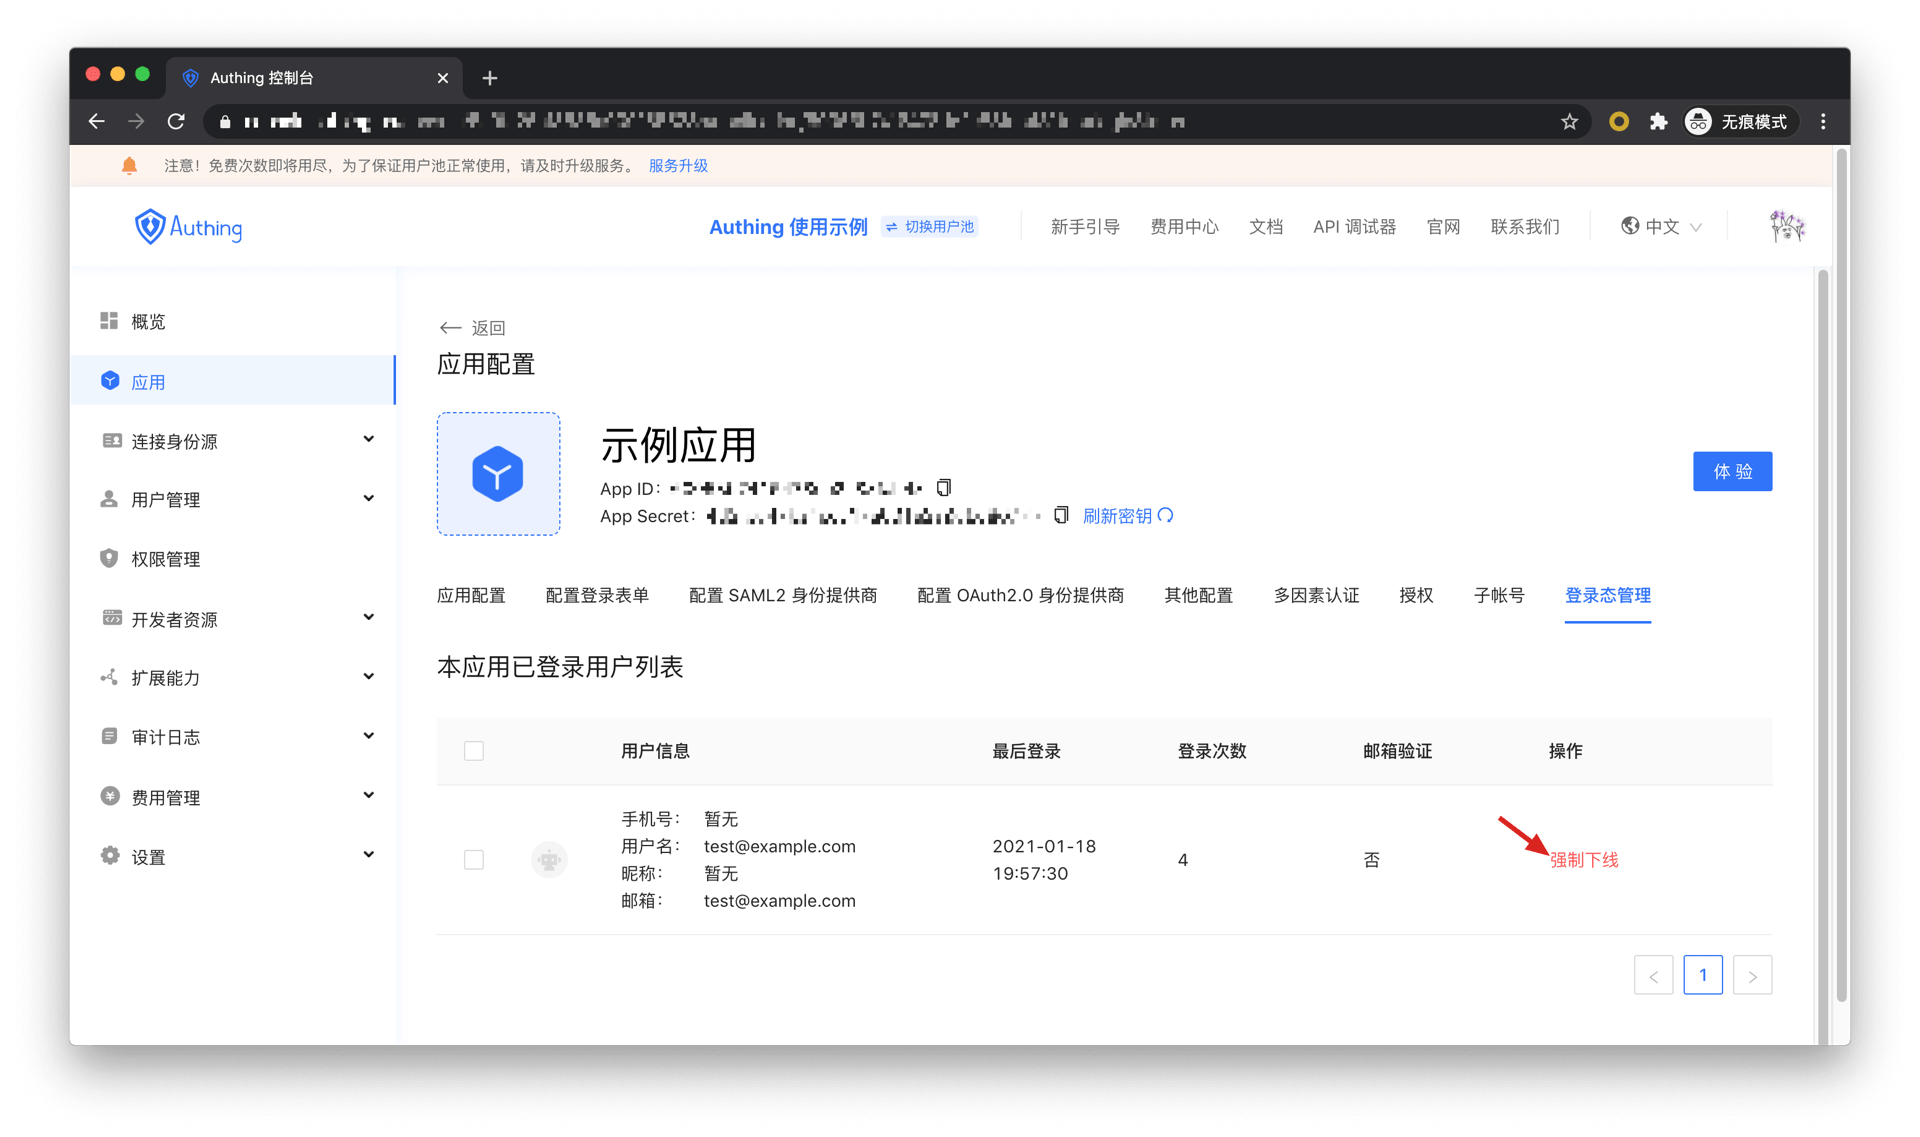 Authing 控制台
无痕模式
注意！免费次数即将用尽，为了保证用户池正常使用，请及时升级服务。 服务升级
Authing
Authing 使用示例 切换用户池 新手引导 费用中心 文档 API 调试器 官网 联系我们 中文
概览
应用
连接身份源
用户管理
权限管理
开发者资源
扩展能力
审计日志
费用管理
设置
返回
应用配置
示例应用
App ID：
App Secret： 刷新密钥
体 验
应用配置 配置登录表单 配置 SAML2 身份提供商 配置 OAuth2.0 身份提供商 其他配置 多因素认证 授权 子帐号 登录态管理
本应用已登录用户列表
用户信息 最后登录 登录次数 邮箱验证 操作
手机号： 暂无
用户名： test@example.com
昵称： 暂无
邮箱： test@example.com
2021-01-18
19:57:30
4
否
强制下线
< 1 >